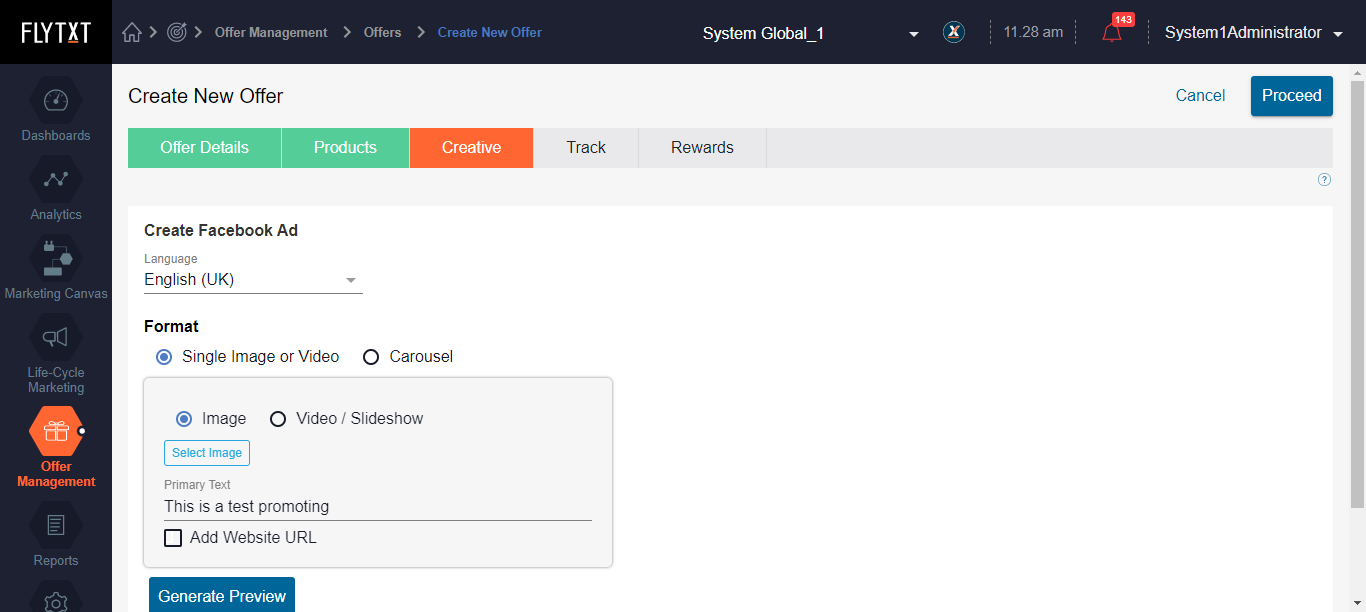 FLYTXT
Offer Management
Offers
Create New Offer
System Global_1
X
11.28 am
143
System1Administrator
Dashboards
Analytics
Marketing Canvas
Life-Cycle
Marketing
Offer
Management
Reports
Create New Offer
Cancel
Proceed
Offer Details
Products
Creative
Track
Rewards
?
Create Facebook Ad
Language
English (UK)
Format
Single Image or Video
Carousel
Image
Video / Slideshow
Select Image
Primary Text
This is a test promoting
Add Website URL
Generate Preview